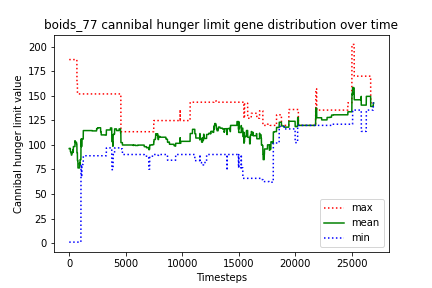 boids_77 cannibal hunger limit gene distribution over time
Cannibal hunger limit value
200
175
150
125
100
75
50
25
0
max
mean
min
0 5000 10000 15000 20000 25000
Timesteps